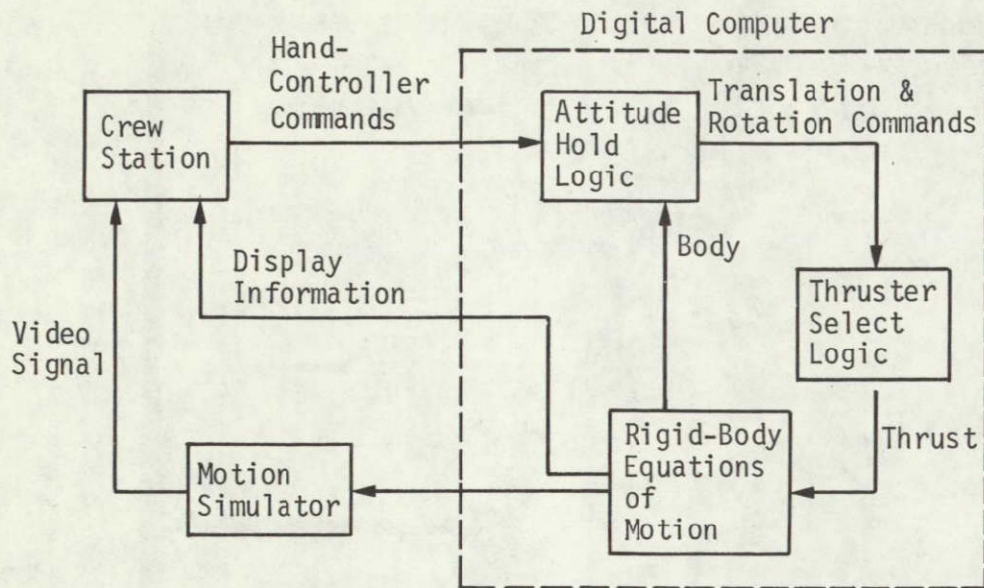 Digital Computer
Hand-
Controller
Commands
Crew
Station
Attitude
Hold
Logic
Translation &
Rotation Commands
Body
Display
Information
Thruster
Select
Logic
Video
Signal
Thrust
Rigid-Body
Equations
of
Motion
Motion
Simulator